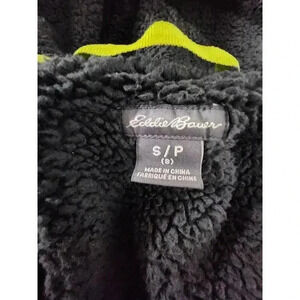 Eddie Bauer
S/P
(8)
MADE IN CHINA
FABRIQUÉ EN CHINE